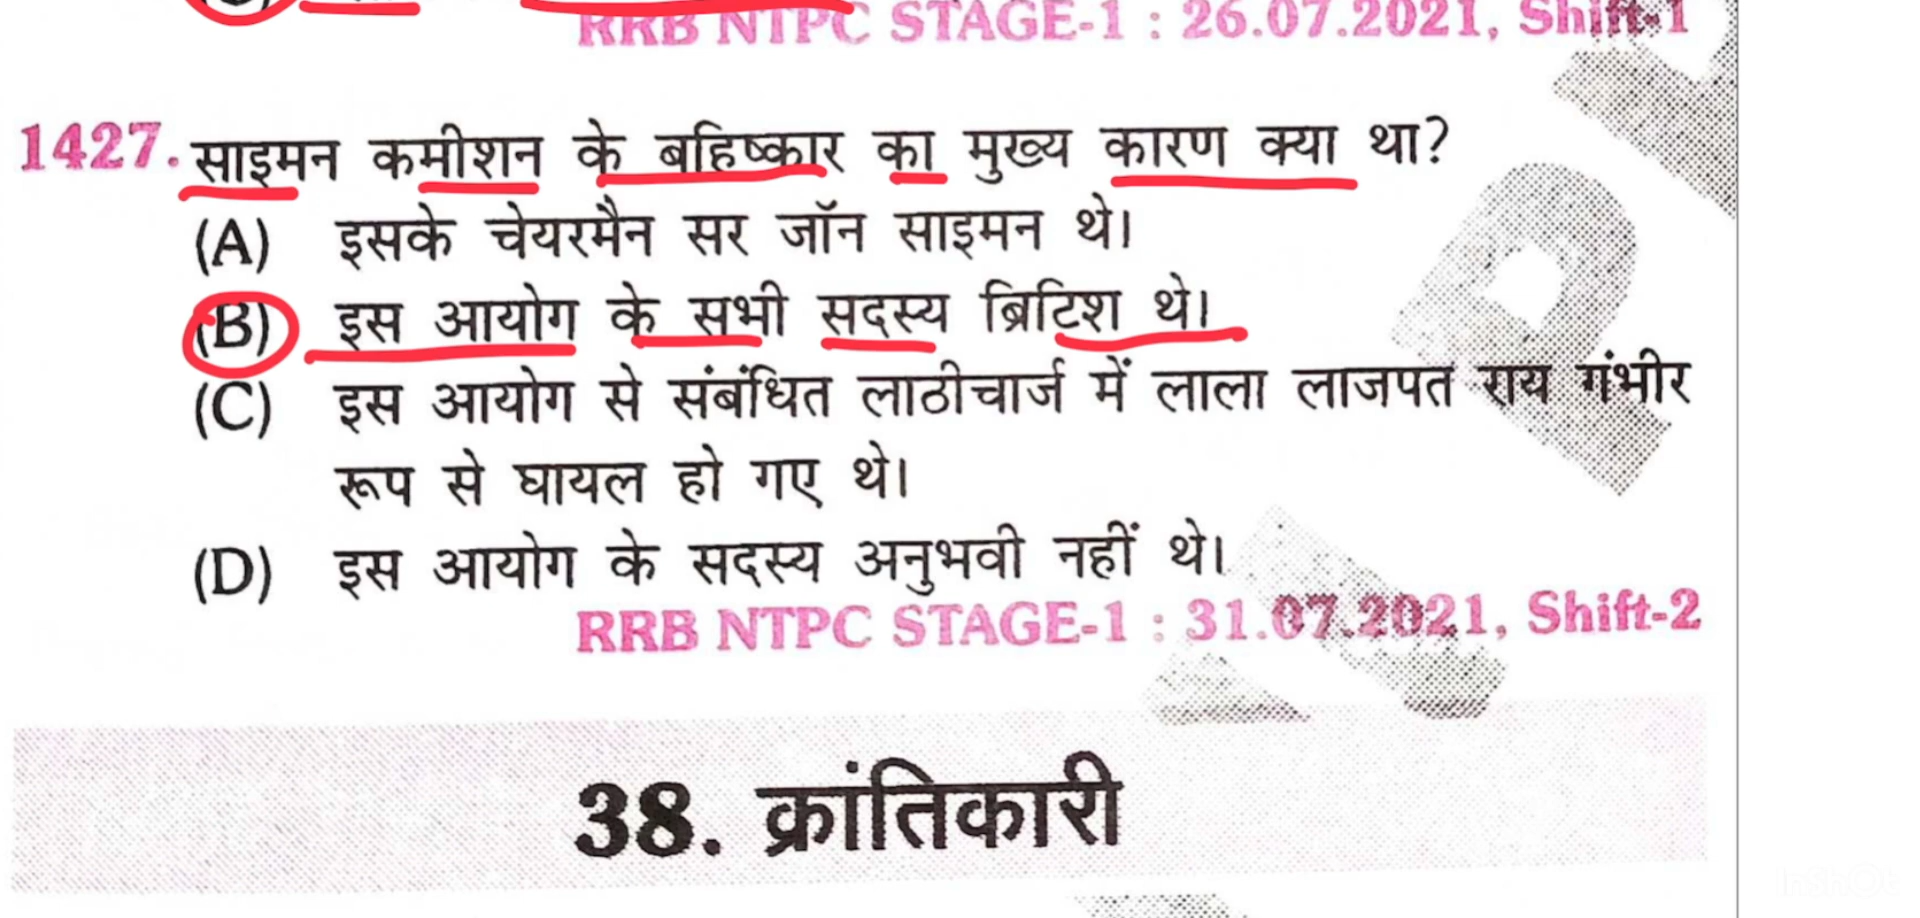 RRB NTPC STAGE-1 : 26.07.2021, Shift-1
1427. साइमन कमीशन के बहिष्कार का मुख्य कारण क्या था?
(A) इसके चेयरमैन सर जॉन साइमन थे।
(B) इस आयोग के सभी सदस्य ब्रिटिश थे।
(C) इस आयोग से संबंधित लाठीचार्ज में लाला लाजपत राय गंभीर
रूप से घायल हो गए थे।
(D) इस आयोग के सदस्य अनुभवी नहीं थे।
RRB NTPC STAGE-1 : 31.07.2021, Shift-2
38. क्रांतिकारी
InShOt